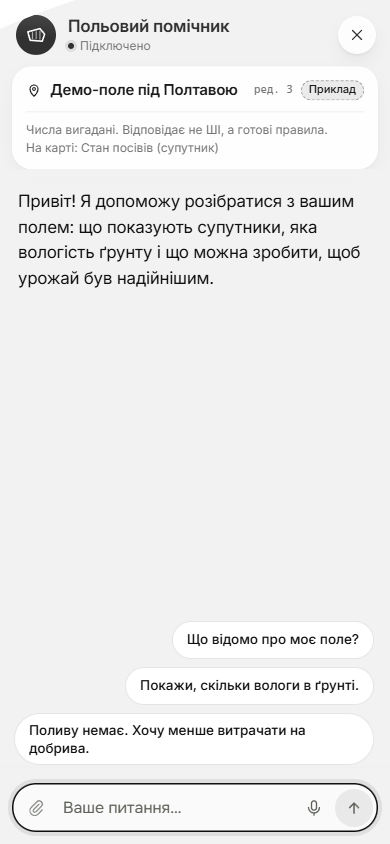 Польовий помічник
Підключено
Демо-поле під Полтавою ред. 3 Приклад
Числа вигадані. Відповідає не ШІ, а готові правила.
На карті: Стан посівів (супутник)
Привіт! Я допоможу розібратися з вашим
полем: що показують супутники, яка
вологість ґрунту і що можна зробити, щоб
урожай був надійнішим.
Що відомо про моє поле?
Покажи, скільки вологи в ґрунті.
Поливу немає. Хочу менше витрачати на
добрива.
Ваше питання...